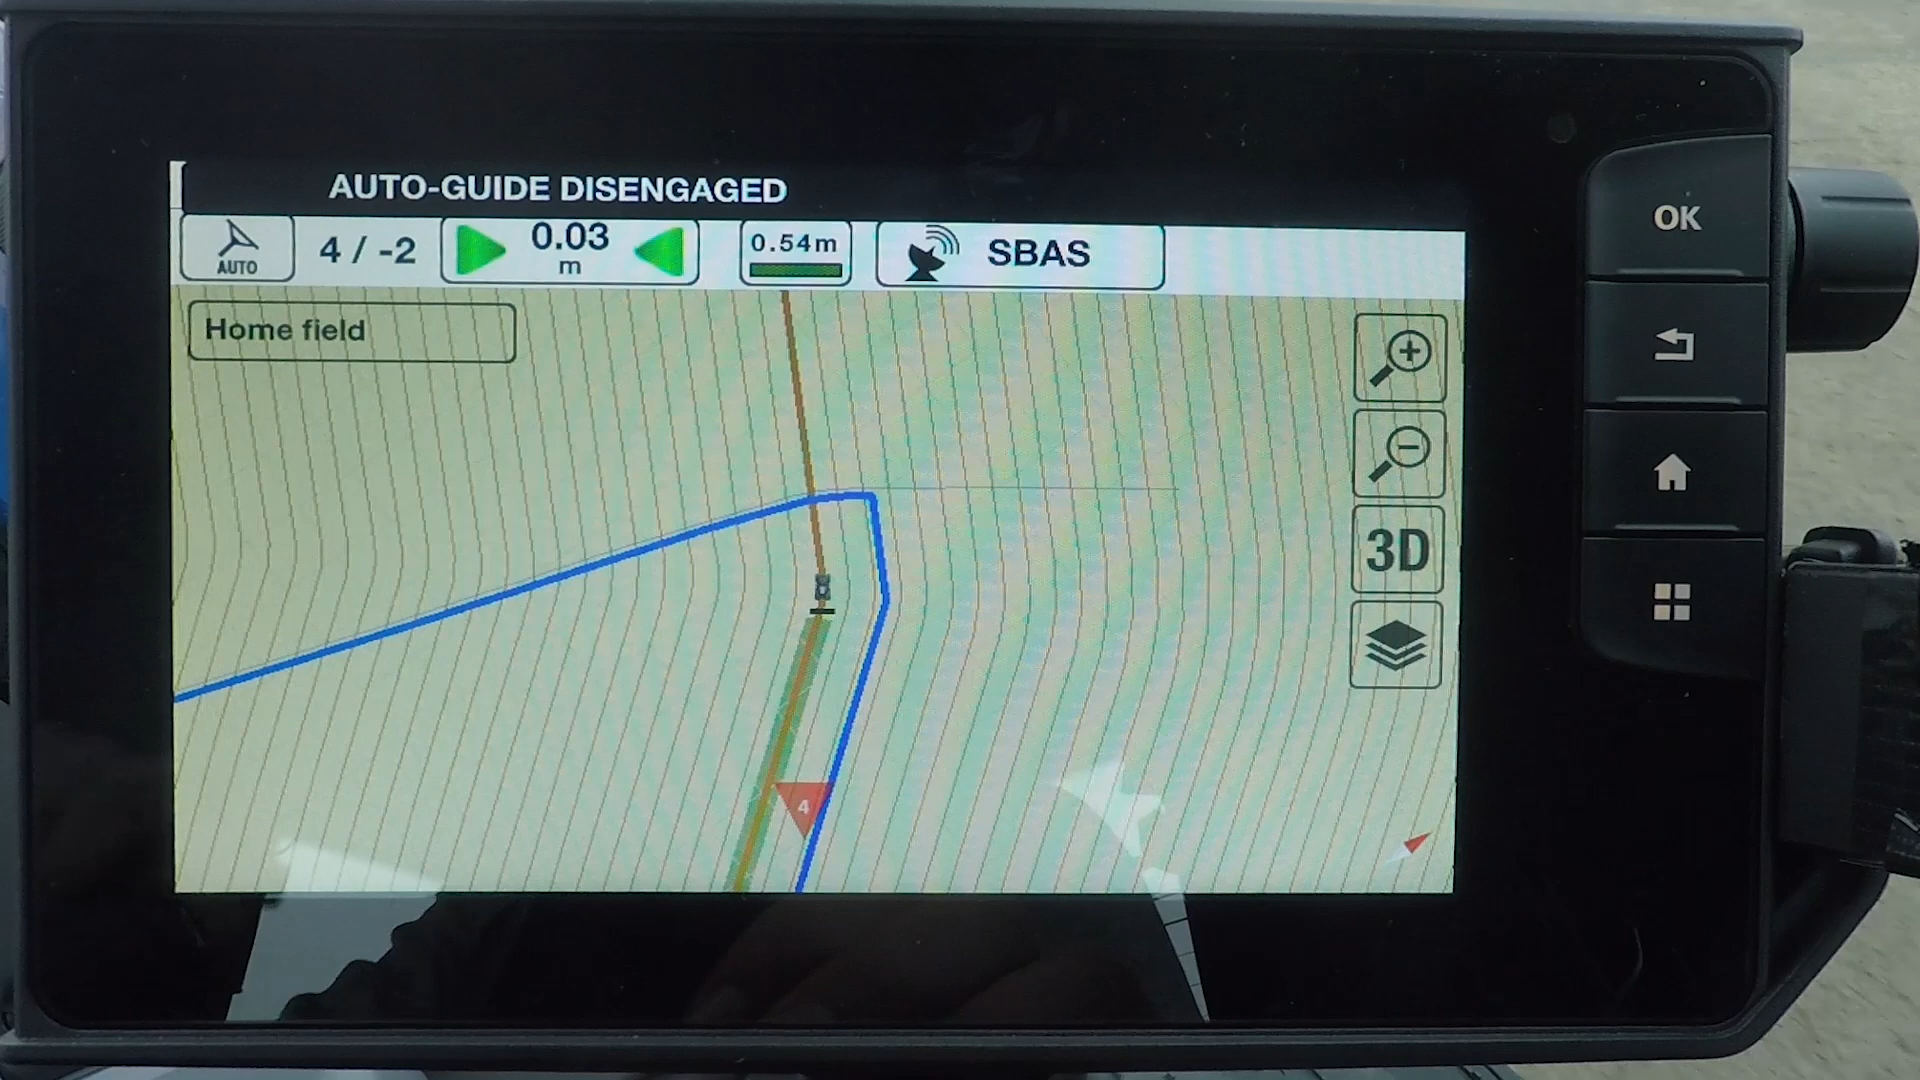 AUTO-GUIDE DISENGAGED
AUTO
4 / -2
0.03
m
0.54m
SBAS
Home field
3D
4
OK